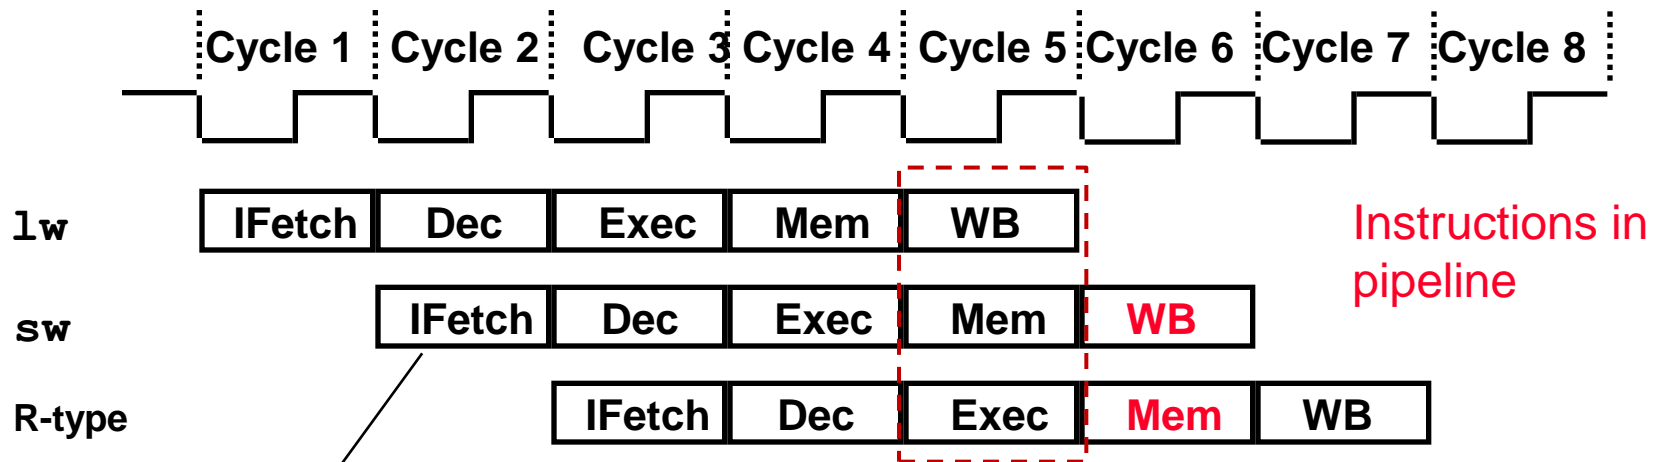 Cycle 1 Cycle 2 Cycle 3 Cycle 4 Cycle 5 Cycle 6 Cycle 7 Cycle 8
lw IFetch Dec Exec Mem WB
Instructions in
pipeline
sw IFetch Dec Exec Mem WB
R-type IFetch Dec Exec Mem WB